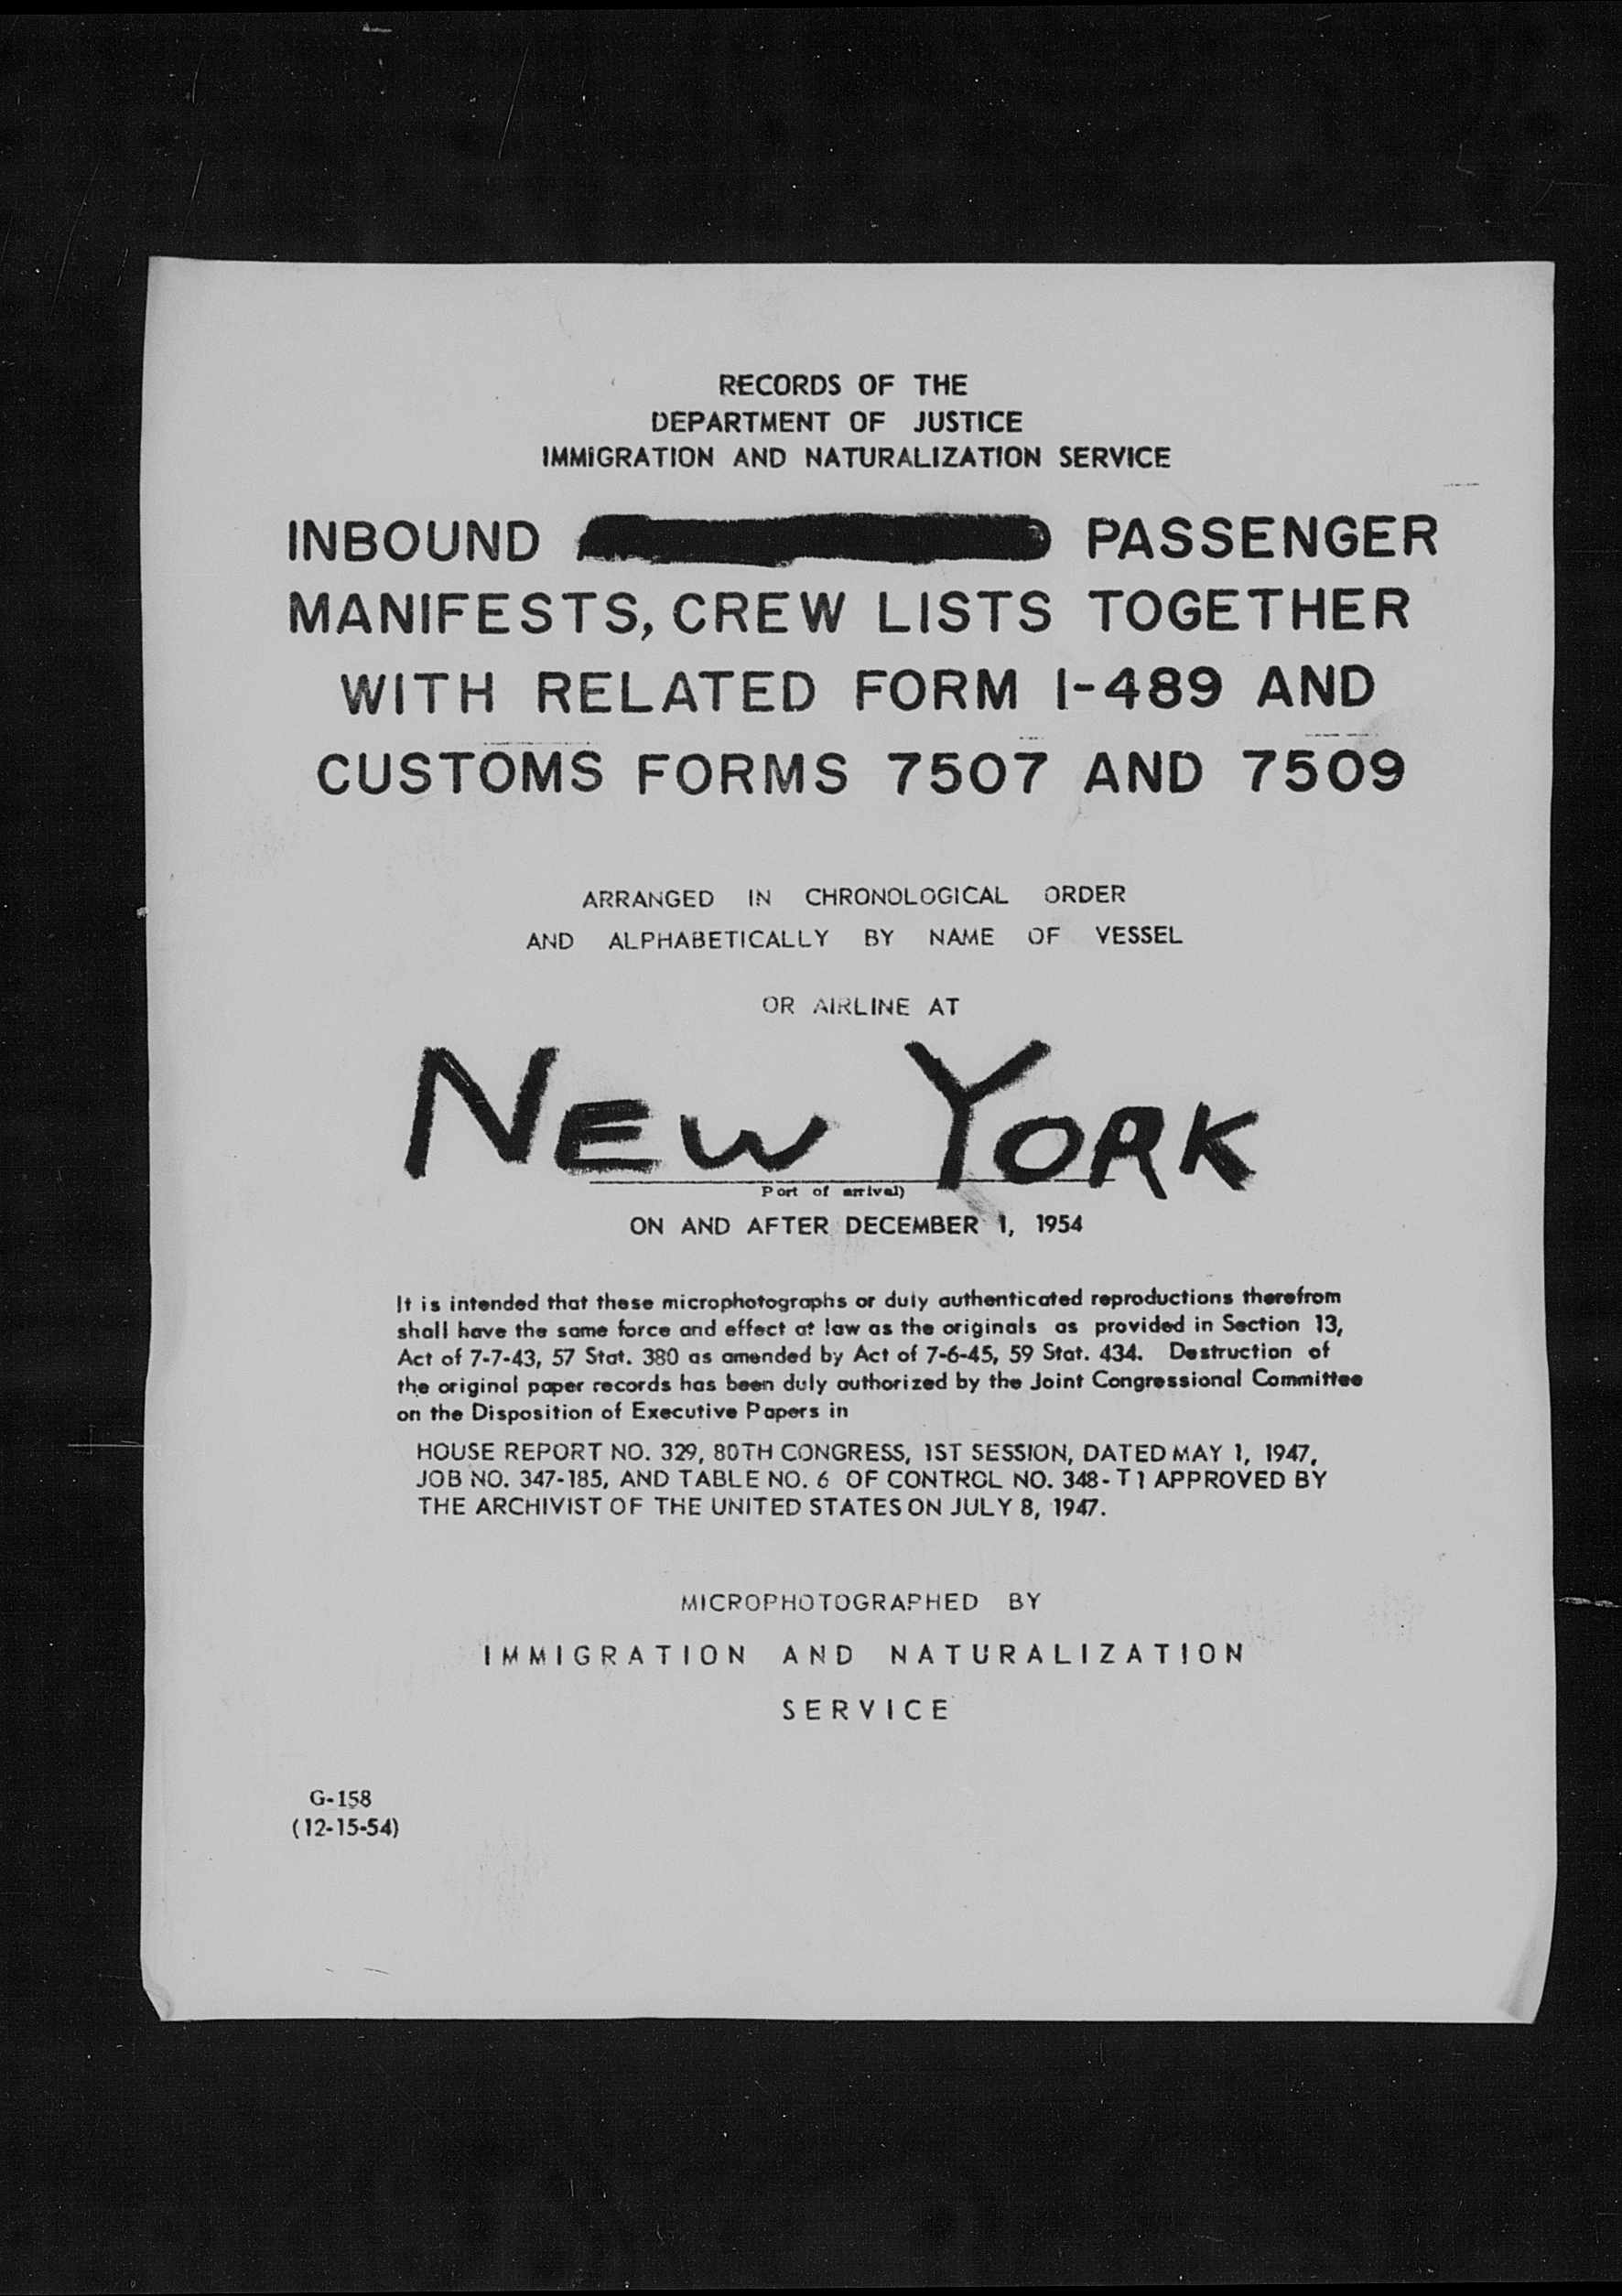 RECORDS OF THE
DEPARTMENT OF JUSTICE
IMMIGRATION AND NATURALIZATION SERVICE
INBOUND PASSENGER
MANIFESTS, CREW LISTS TOGETHER
WITH RELATED FORM I-489 AND
CUSTOMS FORMS 7507 AND 7509
ARRANGED IN CHRONOLOGICAL ORDER
AND ALPHABETICALLY BY NAME OF VESSEL
OR AIRLINE AT
NEW YORK
Port of arrival)
ON AND AFTER DECEMBER 1, 1954
It is intended that these microphotographs or duly authenticated reproductions therefrom
shall have the same force and effect at law as the originals as provided in Section 13,
Act of 7-7-43, 57 Stat. 380 as amended by Act of 7-6-45, 59 Stat. 434. Destruction of
the original paper records has been duly authorized by the Joint Congressional Committee
on the Disposition of Executive Papers in
HOUSE REPORT NO. 329, 80TH CONGRESS, 1ST SESSION, DATED MAY 1, 1947,
JOB NO. 347-185, AND TABLE NO. 6 OF CONTROL NO. 348-T1 APPROVED BY
THE ARCHIVIST OF THE UNITED STATES ON JULY 8, 1947.
MICROPHOTOGRAPHED BY
IMMIGRATION AND NATURALIZATION
SERVICE
G-158
(12-15-54)